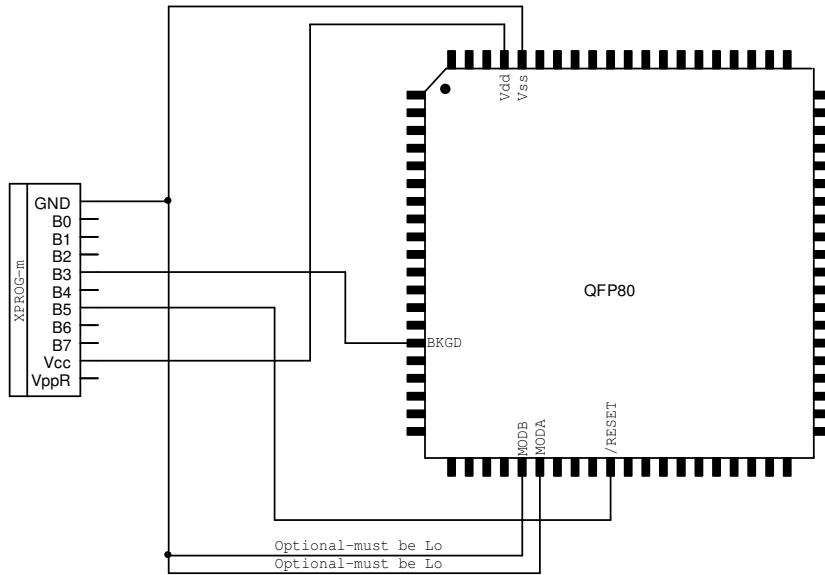 Vdd
Vss
XPROG-m
GND
B0
B1
B2
B3
B4
B5
B6
B7
Vcc
VppR
QFP80
BKGD
MODB
MODA
/RESET
Optional-must be Lo
Optional-must be Lo